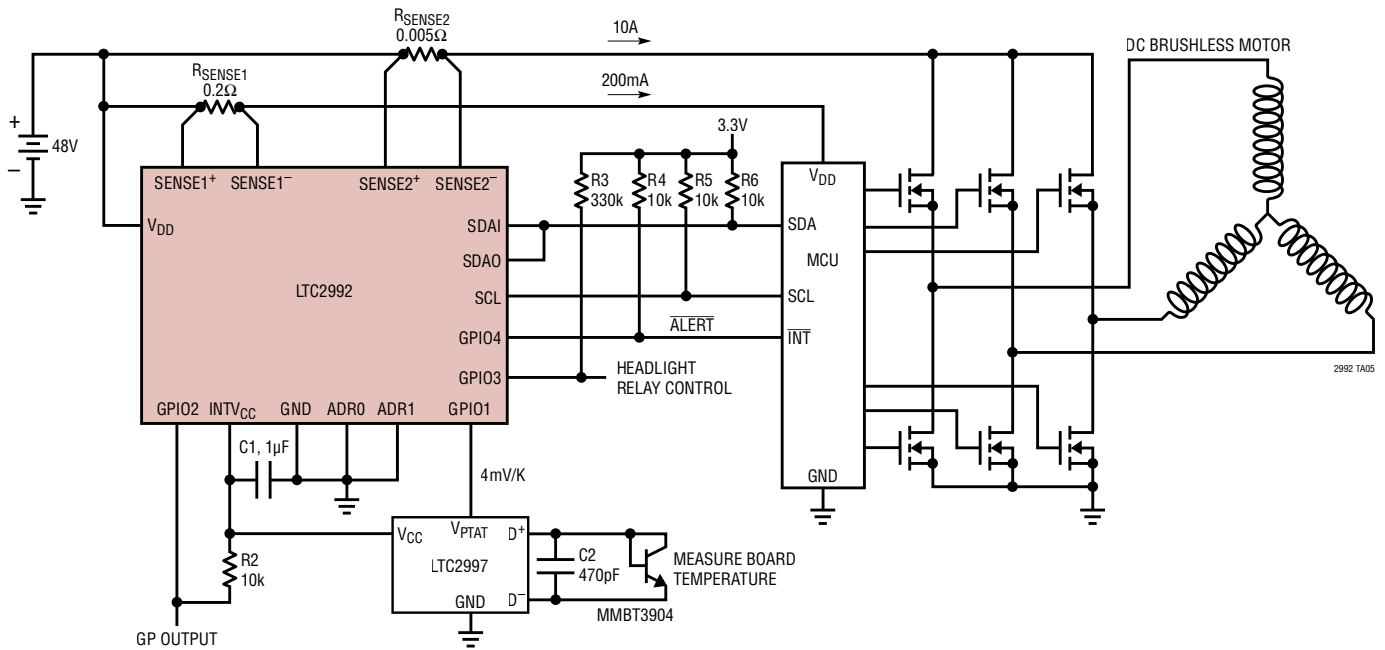 RSENSE2
0.005Ω
10A
DC BRUSHLESS MOTOR
RSENSE1
0.2Ω
200mA
3.3V
+
48V
–
SENSE1+ SENSE1– SENSE2+ SENSE2–
R3
330k
R4
10k
R5
10k
R6
10k
VDD
VDD
SDAI
SDA
SDAO
MCU
LTC2992
SCL
SCL
GPIO4
ALERT
INT
GPIO3
HEADLIGHT
RELAY CONTROL
2992 TA05
GPIO2 INTVCC GND ADR0 ADR1 GPIO1
C1, 1µF
4mV/K
GND
VCC
VPTAT
D+
LTC2997
C2
470pF
MEASURE BOARD
TEMPERATURE
R2
10k
GND
D–
MMBT3904
GP OUTPUT